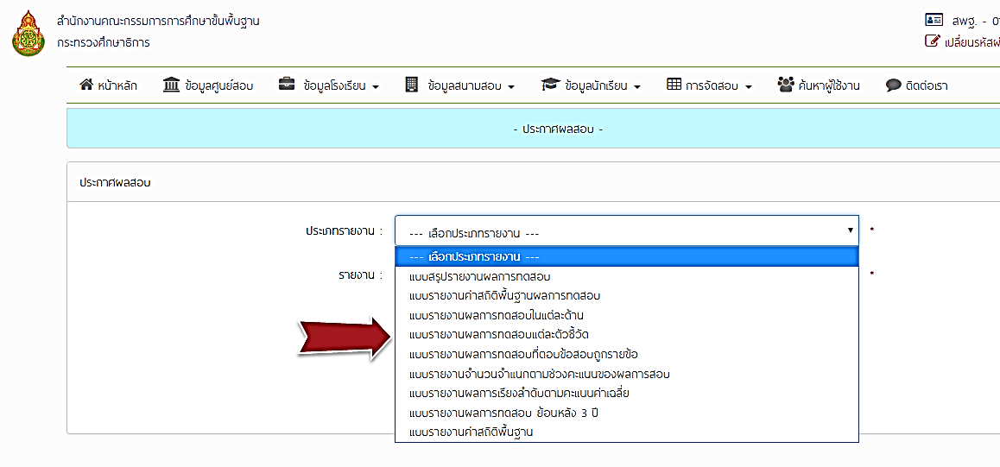 สำนักงานคณะกรรมการการศึกษาขั้นพื้นฐาน
กระทรวงศึกษาธิการ
สพฐ. -
เปลี่ยนรหัสผ่
หน้าหลัก ข้อมูลศูนย์สอบ ข้อมูลโรงเรียน ข้อมูลสนามสอบ ข้อมูลนักเรียน การจัดสอบ ค้นหาผู้ใช้งาน ติดต่อเรา
- ประกาศผลสอบ -
ประกาศผลสอบ
ประเภทรายงาน : --- เลือกประเภทรายงาน --- *
--- เลือกประเภทรายงาน ---
รายงาน : *
แบบสรุปรายงานผลการทดสอบ
แบบรายงานค่าสถิติพื้นฐานผลการทดสอบ
แบบรายงานผลการทดสอบในแต่ละด้าน
แบบรายงานผลการทดสอบแต่ละตัวชี้วัด
แบบรายงานผลการทดสอบที่ตอบข้อสอบถูกรายข้อ
แบบรายงานจำนวนจำแนกตามช่วงคะแนนของผลการสอบ
แบบรายงานผลการเรียงลำดับตามคะแนนค่าเฉลี่ย
แบบรายงานผลการทดสอบ ย้อนหลัง 3 ปี
แบบรายงานค่าสถิติพื้นฐาน